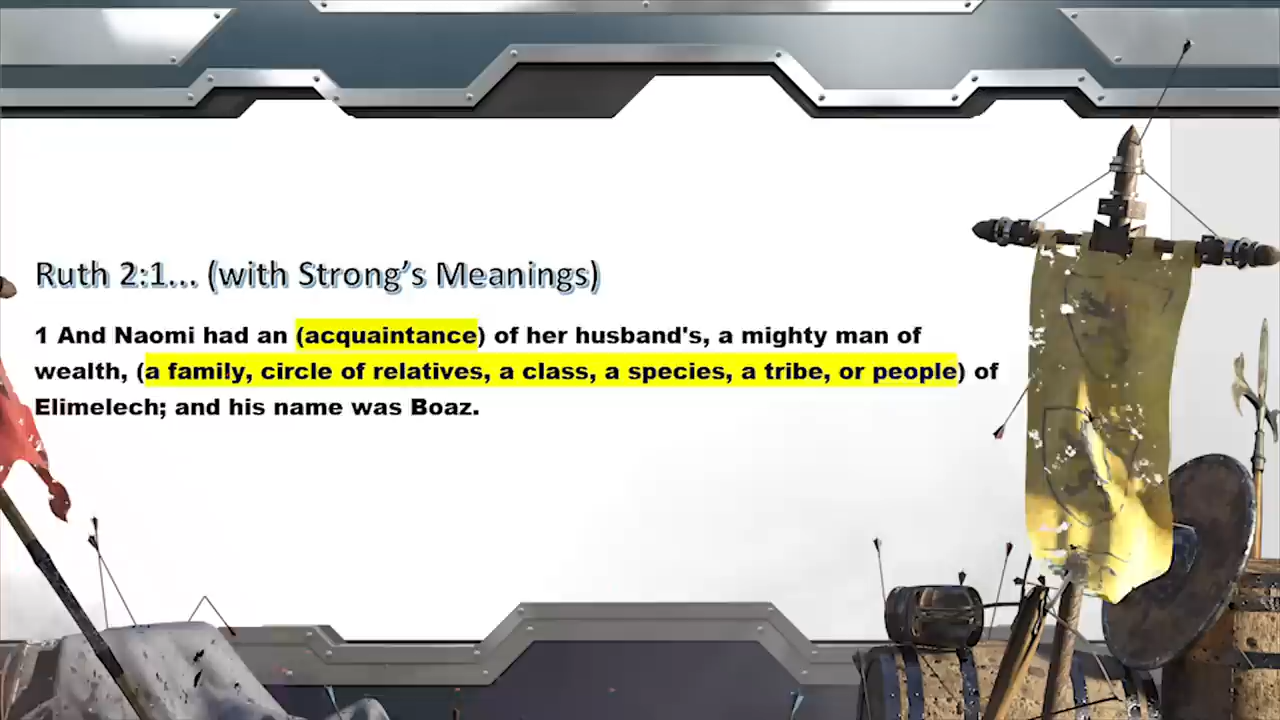 Ruth 2:1... (with Strong’s Meanings)
1 And Naomi had an (acquaintance) of her husband's, a mighty man of
wealth, (a family, circle of relatives, a class, a species, a tribe, or people) of
Elimelech; and his name was Boaz.